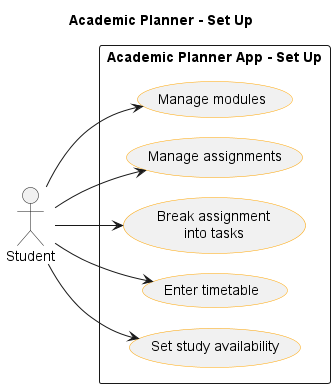 Academic Planner - Set Up
Academic Planner App - Set Up
Manage modules
Manage assignments
Break assignment
into tasks
Student
Enter timetable
Set study availability